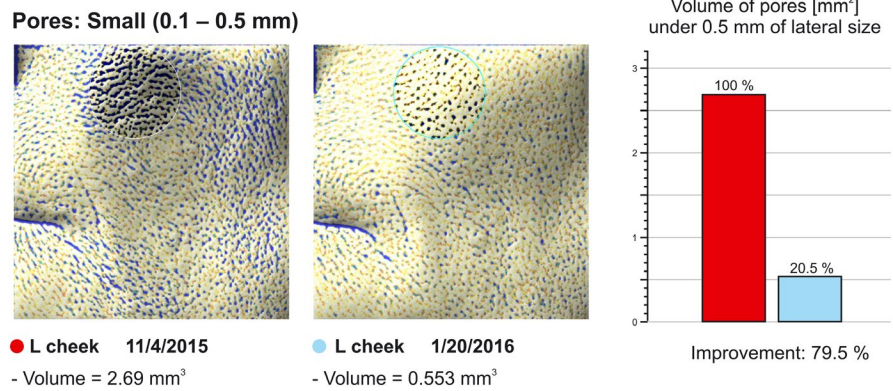 Pores: Small (0.1 – 0.5 mm)
L cheek 11/4/2015
- Volume = 2.69 mm³
L cheek 1/20/2016
- Volume = 0.553 mm³
Volume of pores [mm²]
under 0.5 mm of lateral size
3
2
1
0
100 %
20.5 %
Improvement: 79.5 %